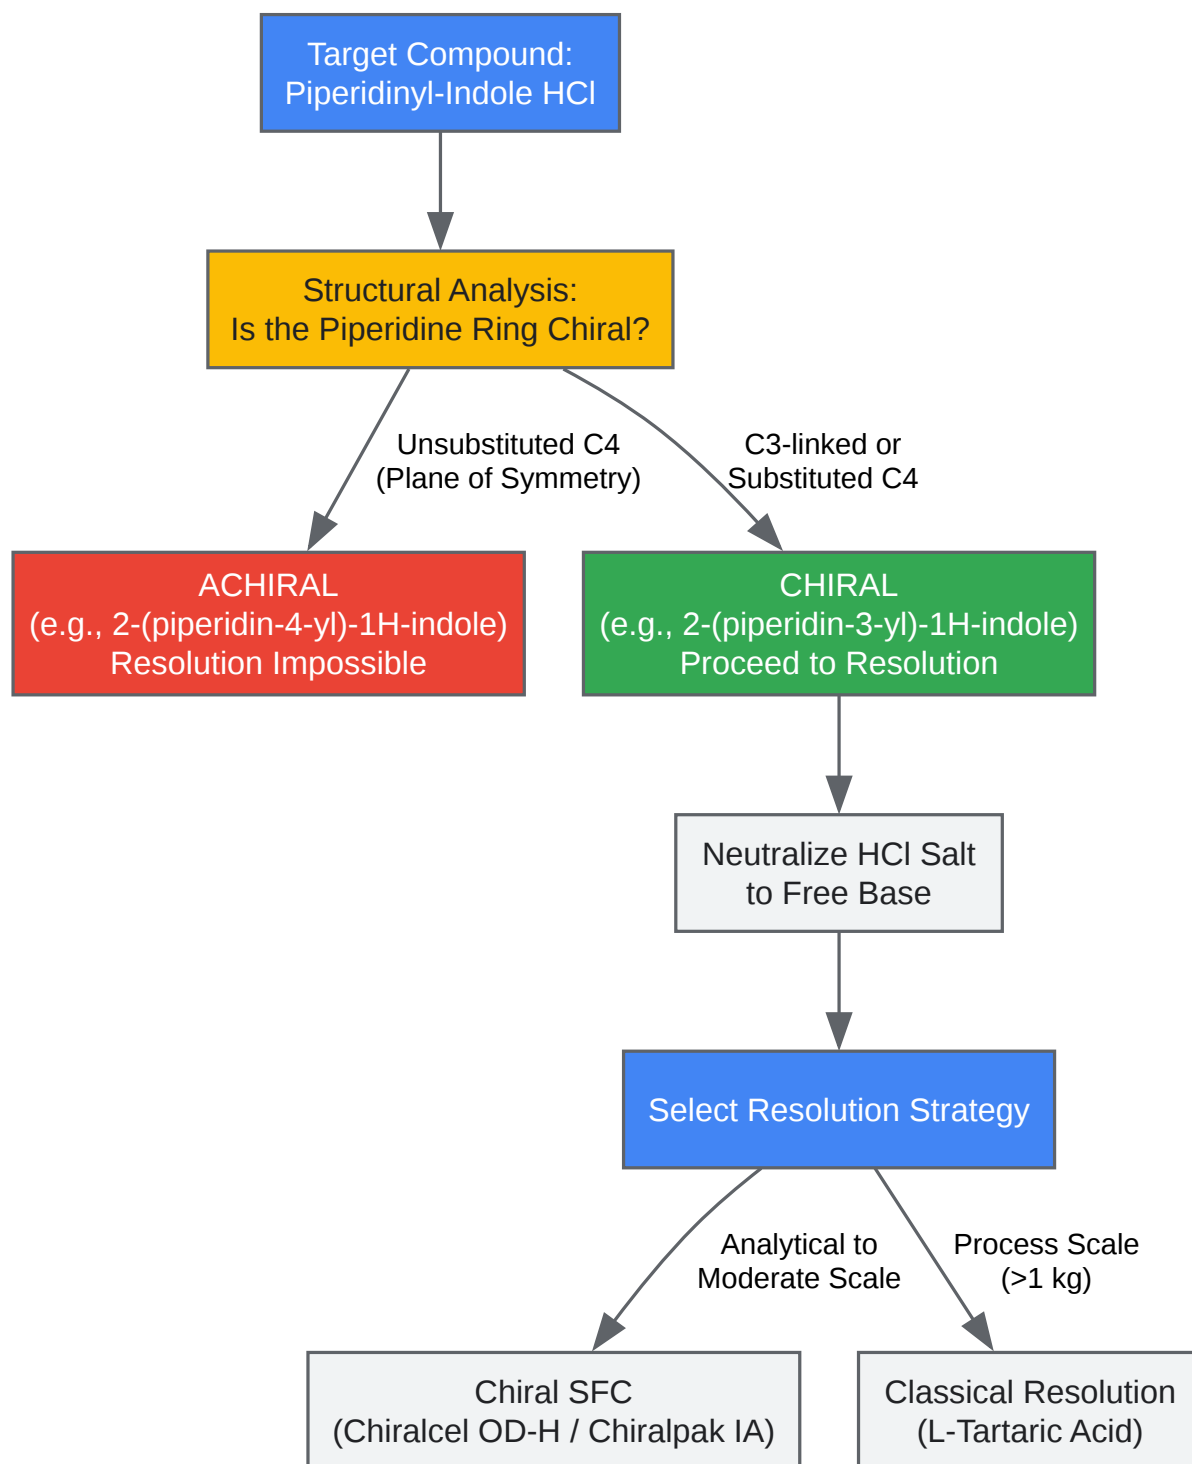 Target Compound:
Piperidinyl-Indole HCl
Structural Analysis:
Is the Piperidine Ring Chiral?
Unsubstituted C4
(Plane of Symmetry)
C3-linked or
Substituted C4
ACHIRAL
(e.g., 2-(piperidin-4-yl)-1H-indole)
Resolution Impossible
CHIRAL
(e.g., 2-(piperidin-3-yl)-1H-indole)
Proceed to Resolution
Neutralize HCl Salt
to Free Base
Select Resolution Strategy
Analytical to
Moderate Scale
Process Scale
(>1 kg)
Chiral SFC
(Chiralcel OD-H / Chiralpak IA)
Classical Resolution
(L-Tartaric Acid)